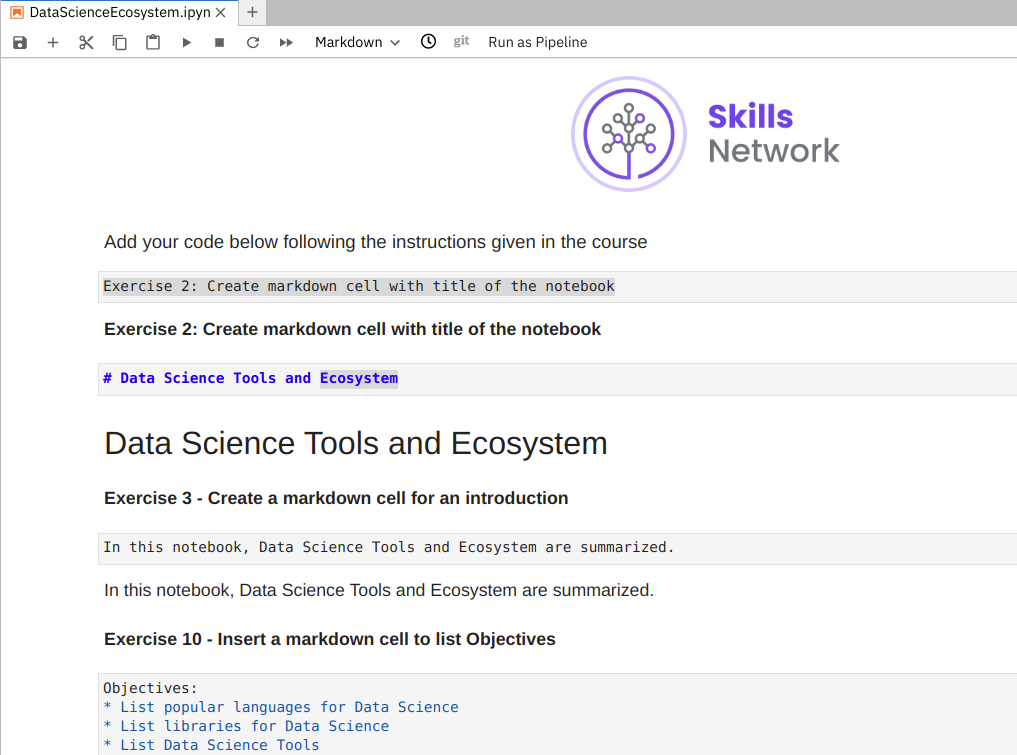 DataScienceEcosystem.ipyn
Markdown
git
Run as Pipeline
Skills
Network
Add your code below following the instructions given in the course
Exercise 2: Create markdown cell with title of the notebook
Exercise 2: Create markdown cell with title of the notebook
# Data Science Tools and Ecosystem
Data Science Tools and Ecosystem
Exercise 3 - Create a markdown cell for an introduction
In this notebook, Data Science Tools and Ecosystem are summarized.
In this notebook, Data Science Tools and Ecosystem are summarized.
Exercise 10 - Insert a markdown cell to list Objectives
Objectives:
* List popular languages for Data Science
* List libraries for Data Science
* List Data Science Tools